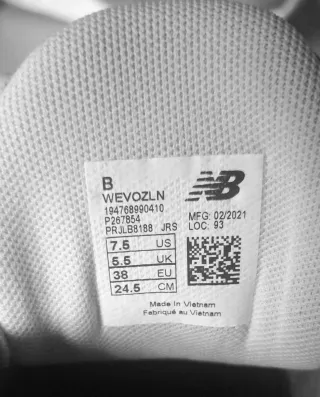 B
WEVOZLN
194768990410
P267854
PRJLB8188 JRS
NB
MFG: 02/2021
LOC: 93
7.5 US
5.5 UK
38 EU
24.5 CM
Made in Vietnam
Fabriqué au Vietnam